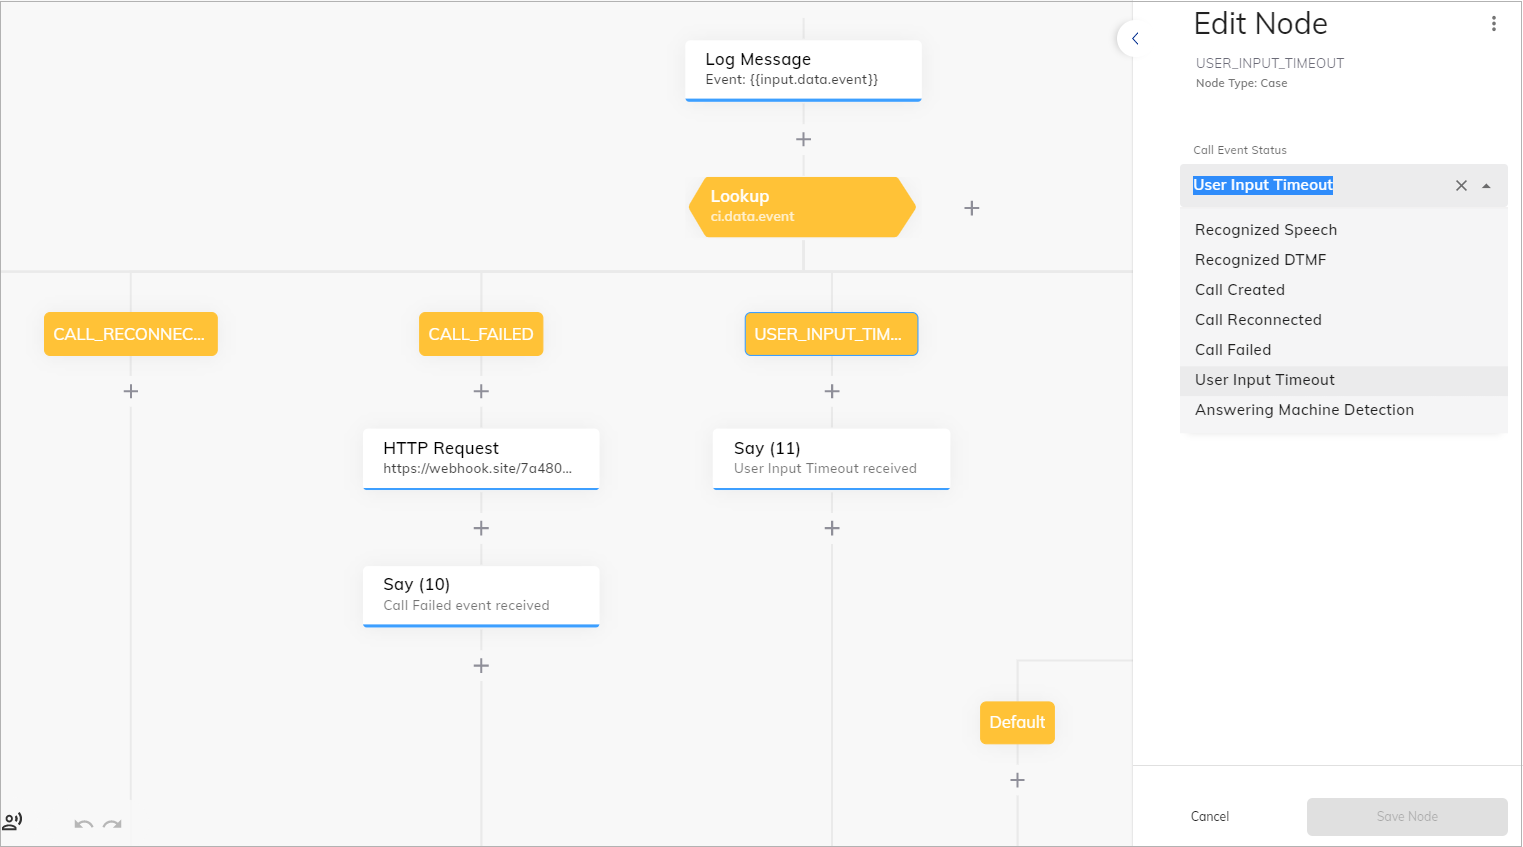 Log Message
Event: {{input.data.event}}
Lookup
ci.data.event
CALL_RECONNEC...
CALL_FAILED
USER_INPUT_TIM...
HTTP Request
https://webhook.site/7a480...
Say (11)
User Input Timeout received
Say (10)
Call Failed event received
Default
Edit Node
USER_INPUT_TIMEOUT
Node Type: Case
Call Event Status
User Input Timeout
Recognized Speech
Recognized DTMF
Call Created
Call Reconnected
Call Failed
User Input Timeout
Answering Machine Detection
Cancel
Save Node